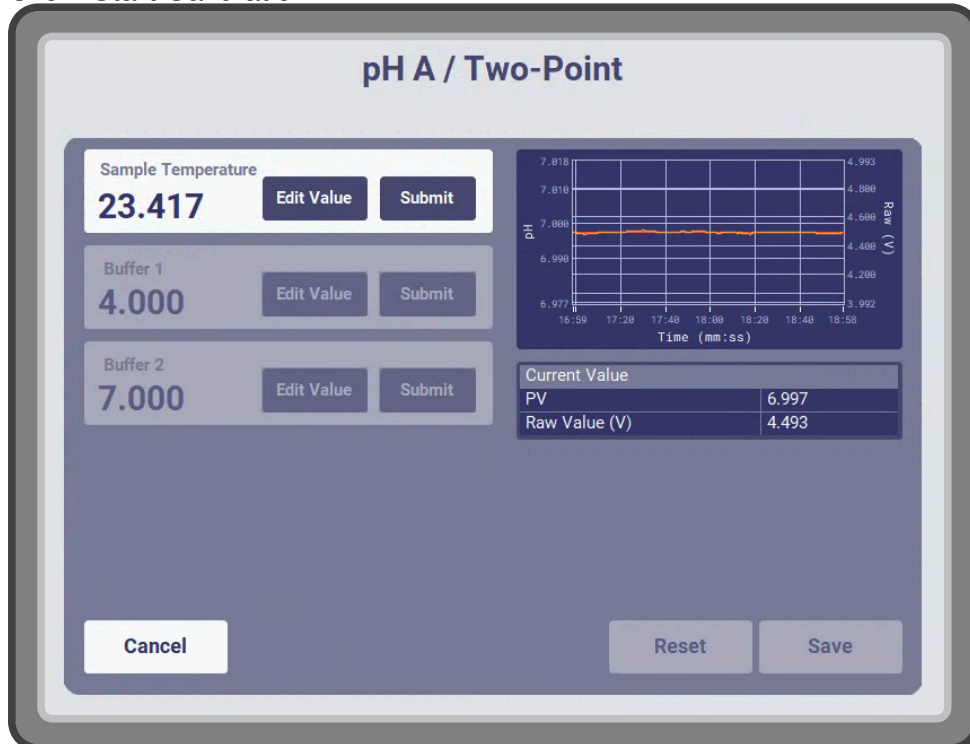 pH A / Two-Point
Sample Temperature
23.417
Edit Value
Submit
Buffer 1
4.000
Edit Value
Submit
Buffer 2
7.000
Edit Value
Submit
7.018
7.010
7.000
6.990
6.977
pH
4.993
4.800
4.600
4.400
4.200
3.992
Raw (V)
16:59 17:20 17:40 18:00 18:20 18:40 18:58
Time (mm:ss)
Current Value
PV 6.997
Raw Value (V) 4.493
Cancel
Reset
Save